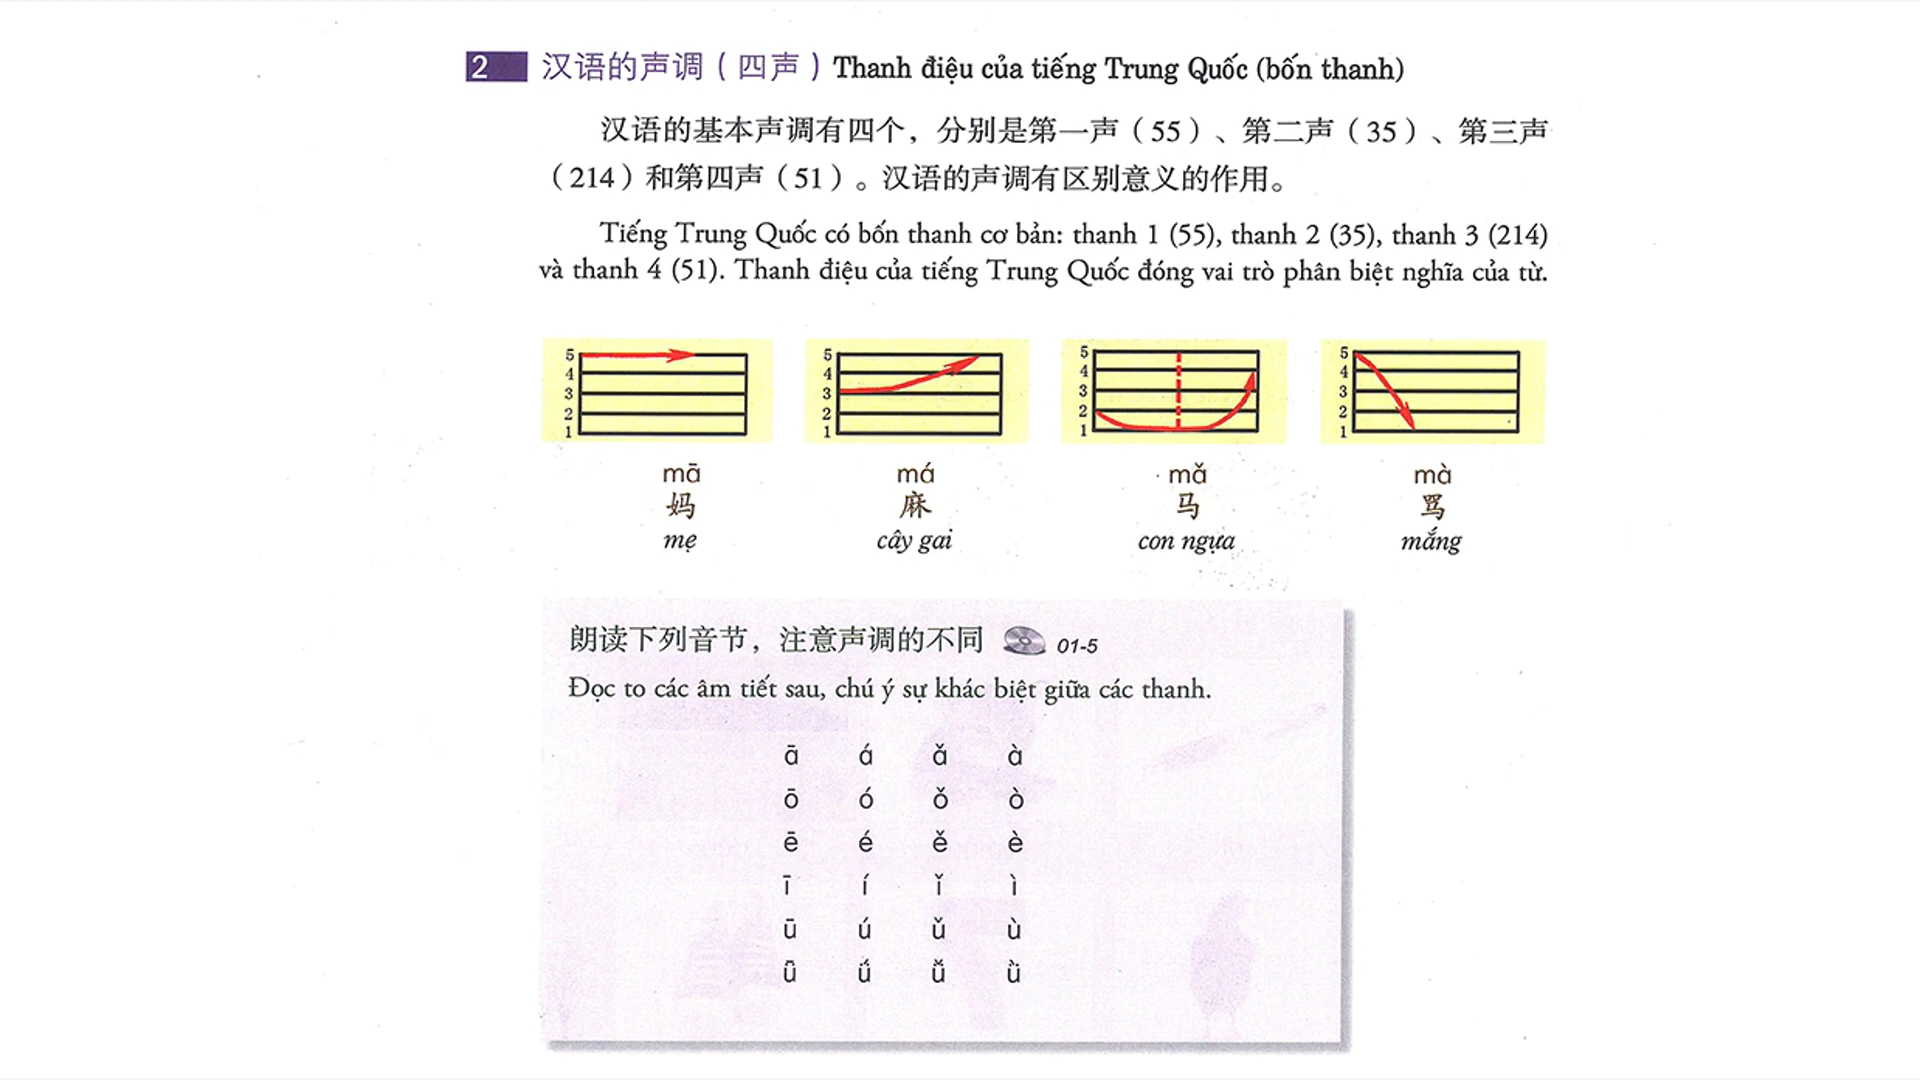 2 汉语的声调（四声）Thanh điệu của tiếng Trung Quốc (bốn thanh)
汉语的基本声调有四个，分别是第一声（55）、第二声（35）、第三声
（214）和第四声（51）。汉语的声调有区别意义的作用。
Tiếng Trung Quốc có bốn thanh cơ bản: thanh 1 (55), thanh 2 (35), thanh 3 (214)
và thanh 4 (51). Thanh điệu của tiếng Trung Quốc đóng vai trò phân biệt nghĩa của từ.
5 5 5 5
4 4 4 4
3 3 3 3
2 2 2 2
1 1 1 1
mā má mǎ mà
妈 麻 马 骂
mẹ cây gai con ngựa mắng
朗读下列音节，注意声调的不同 01-5
Đọc to các âm tiết sau, chú ý sự khác biệt giữa các thanh.
ā á ǎ à
ō ó ǒ ò
ē é ě è
ī í ǐ ì
ū ú ǔ ù
ǖ ǘ ǚ ǜ